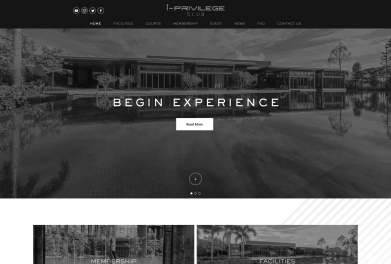 i-PRIVILEGE
CLUB
HOME FACILITIES COURTS MEMBERSHIP EVENT NEWS FAQ CONTACT US
BEGIN EXPERIENCE
Read More
MEMBERSHIP FACILITIES